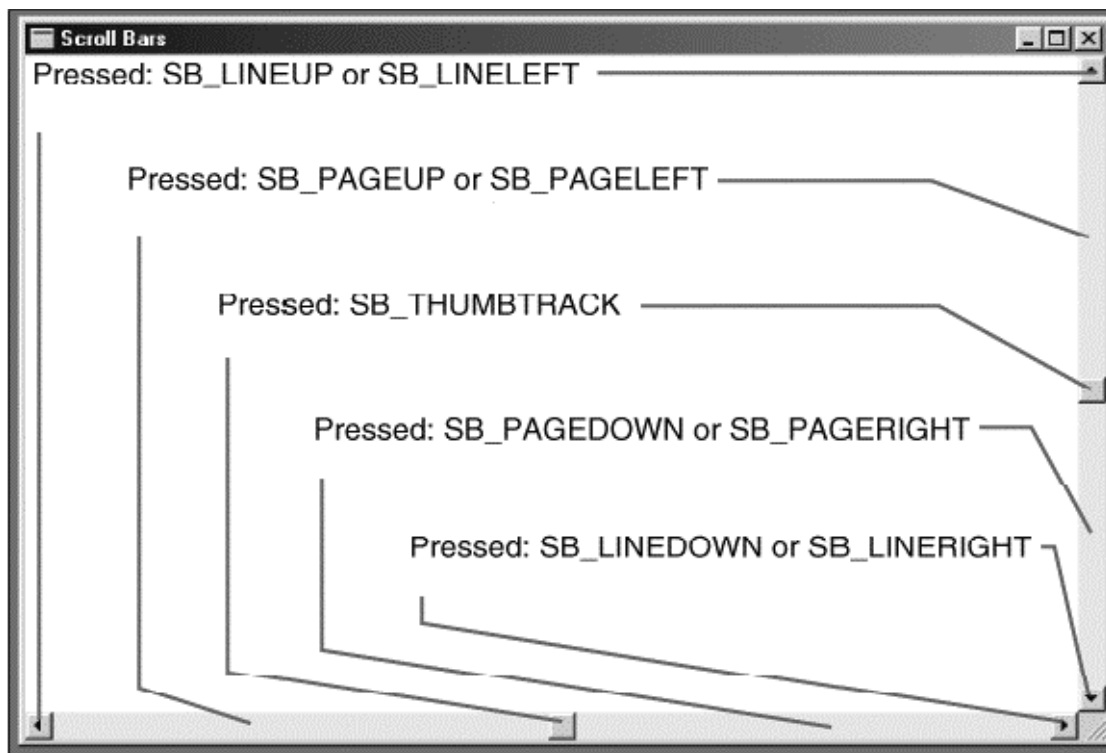 Scroll Bars
Pressed: SB_LINEUP or SB_LINELEFT
Pressed: SB_PAGEUP or SB_PAGELEFT
Pressed: SB_THUMBTRACK
Pressed: SB_PAGEDOWN or SB_PAGERIGHT
Pressed: SB_LINEDOWN or SB_LINERIGHT